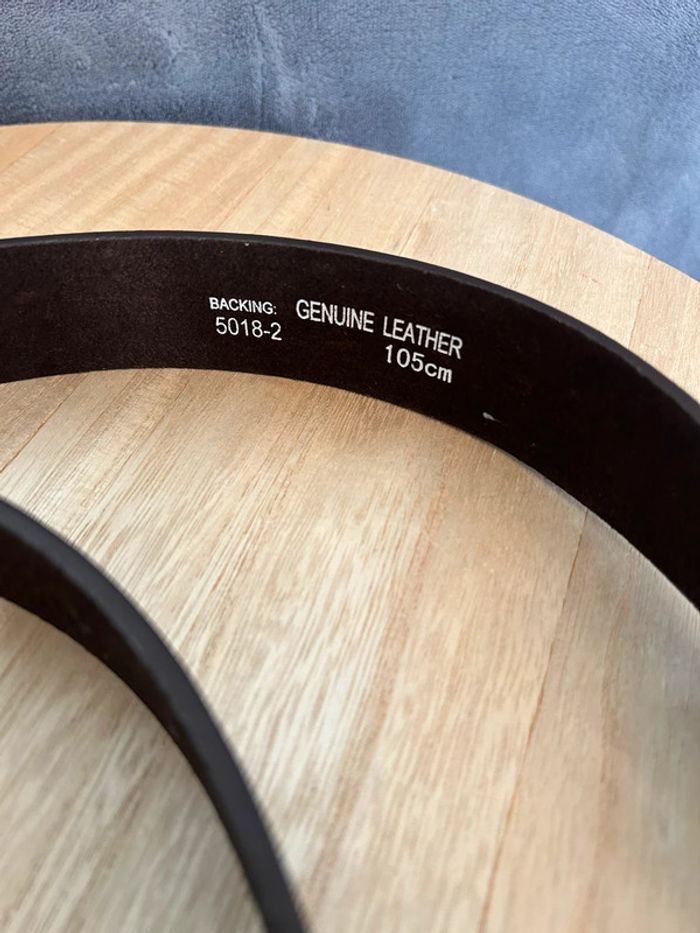 BACKING: GENUINE LEATHER
5018-2 105cm